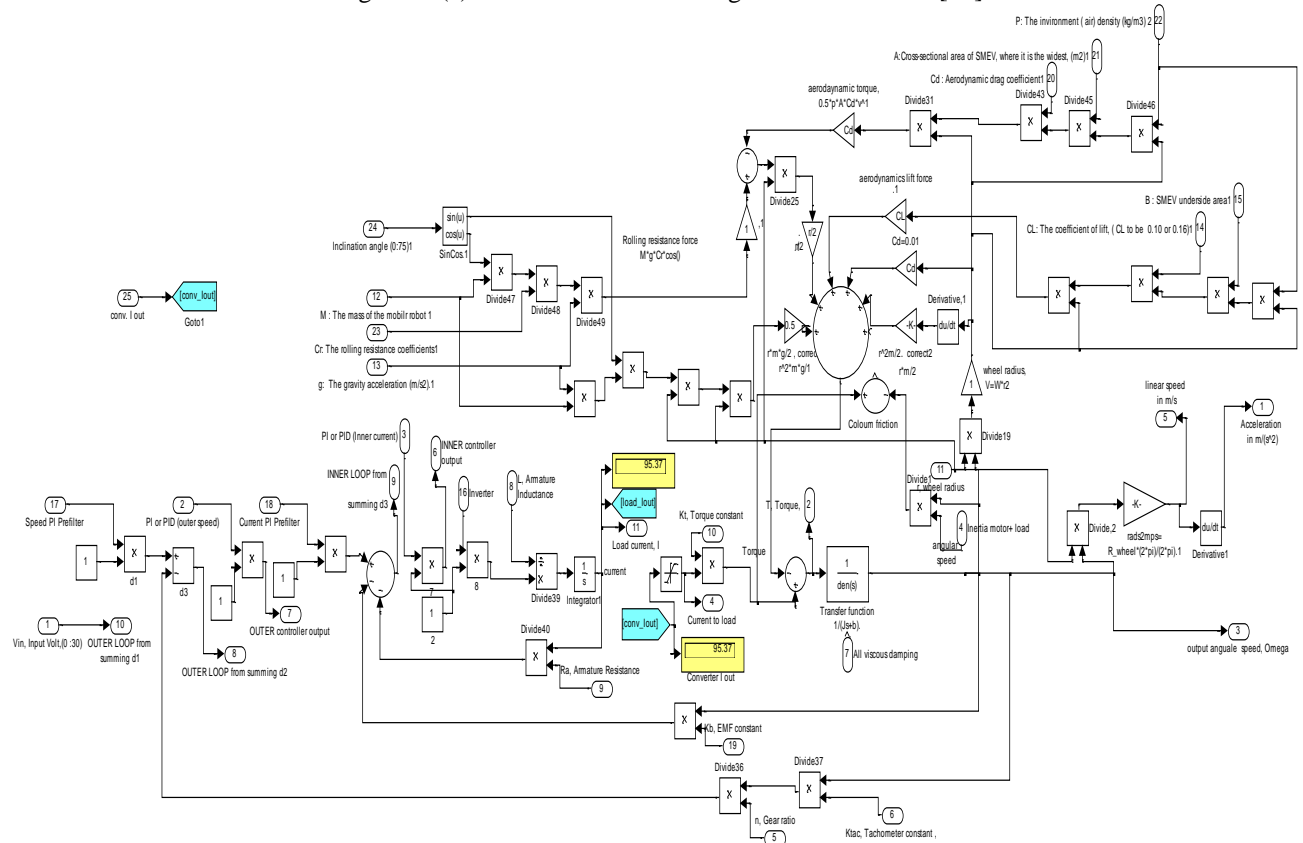 P: The invironment ( air) density (kg/m3) 2
22
A:Cross-sectional area of SMEV, where it is the widest, (m2)1
21
Cd : Aerodynamic drag coefficient1
20
aerodaynamic torque,
0.5*p*A*Cd*v^1
Divide31
Divide43
Divide45
Divide46
Cd
X
X
X
X
X
Divide25
aerodynamics lift force
.1
CL
Cd=0.01
Cd
B : SMEV underside area1
15
CL: The coefficient of lift, ( CL to be 0.10 or 0.16)1
14
X
X
X
X
24
Inclination angle (0:75)1
sin(u)
cos(u)
SinCos.1
Rolling resistance force
M*g*Cr*cos()
1
,1
r/2
X
X
X
Divide47
Divide48
Divide49
25
conv. I out
[conv_Iout]
Goto1
12
M : The mass of the mobilr robot 1
23
Cr: The rolling resistance coefficients1
13
g: The gravity acceleration (m/s2).1
X
X
X
X
0.5
r*m*g/2 , correc
r^2*m*g/1
-K-
r^2m/2. correct2
r*m/2
Derivative,1
du/dt
wheel radius,
V=W*r2
1
X
Divide19
Coloum friction
linear speed
in m/s
5
1
Acceleration
in m/(s^2)
PI or PID (Inner current)
3
INNER controller
output
6
INNER LOOP from
summing d3
9
16
Inverter
8
L, Armature
Inductance
95.37
[load_Iout]
11
Load current, I
Kt, Torque constant
10
T, Torque,
2
Divide1
X
11
r, wheel radius
4
Inertia motor+ load
angular
speed
X
Divide,2
-K-
rads2mps=
R_wheel*(2*pi)/(2*pi).1
du/dt
Derivative1
17
Speed PI Prefilter
2
PI or PID (outer speed)
18
Current PI Prefilter
1
X
d1
d3
X
1
1
X
7
OUTER controller output
8
OUTER LOOP from summing d2
1
Vin, Input Volt,(0 :30)
10
OUTER LOOP from
summing d1
X
7
1
2
X
8
X
Divide39
1
s
Integrator1
current
X
Torque
4
Current to load
[conv_Iout]
95.37
Converter I out
1
den(s)
Transfer function
1/(Js+b).
7
All viscous damping
3
output anguale speed, Omega
Divide40
X
Ra, Armature Resistance
9
X
Kb, EMF constant
19
Divide36
X
Divide37
X
n, Gear ratio
5
6
Ktac, Tachometer constant ,